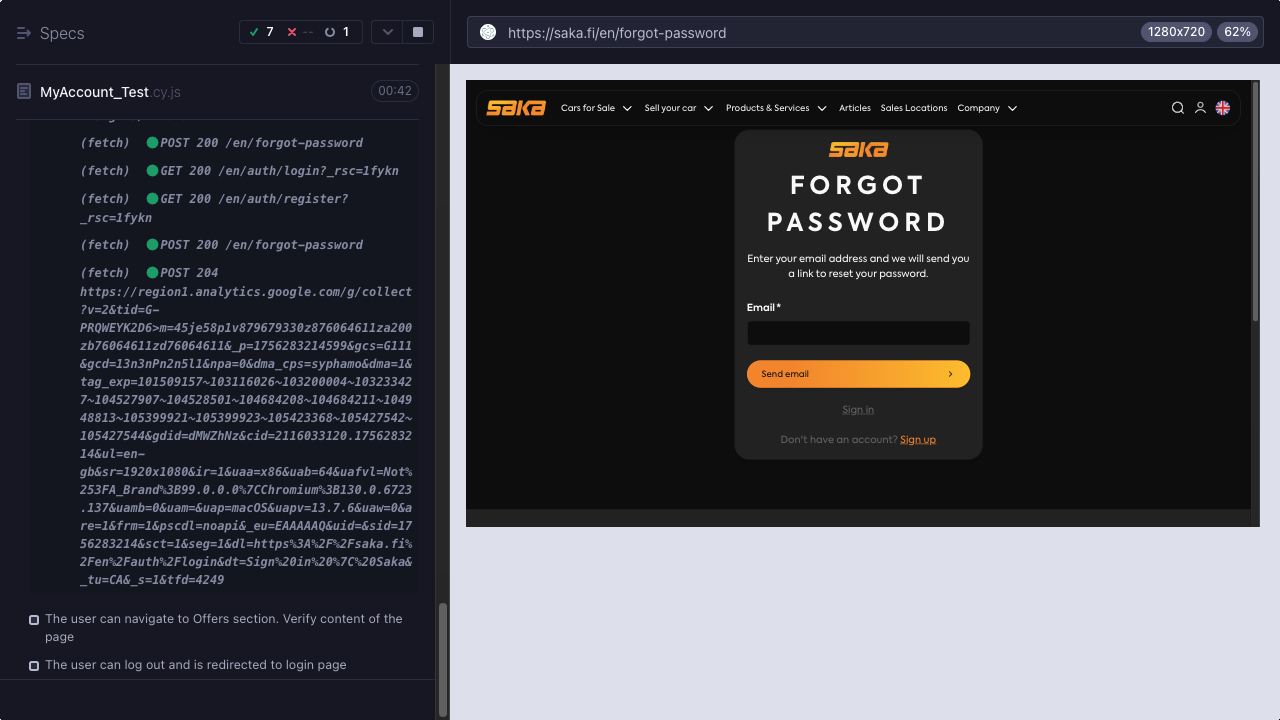 Specs
7
--
1
https://saka.fi/en/forgot-password
1280x720
62%
MyAccount_Test.cy.js
00:42
(fetch) POST 200 /en/forgot-password
(fetch) GET 200 /en/auth/login?_rsc=1fykn
(fetch) GET 200 /en/auth/register?
_rsc=1fykn
(fetch) POST 200 /en/forgot-password
(fetch) POST 204
https://region1.analytics.google.com/g/collect
?v=2&tid=G-
PRQWEYK2D6>m=45je58p1v879679330z876064611za200
zb76064611zd76064611&_p=1756283214599&gcs=G111
&gcd=13n3nPn2n5l1&npa=0&dma_cps=syphamo&dma=1&
tag_exp=101509157~103116026~103200004~10323342
7~104527907~104528501~104684208~104684211~1049
48813~105399921~105399923~105423368~105427542~
105427544&gdid=dMWZhNz&cid=2116033120.17562832
14&ul=en-
gb&sr=1920x1080&ir=1&uaa=x86&uab=64&uafvl=Not%
253FA_Brand%3B99.0.0.0%7CChromium%3B130.0.6723
.137&uamb=0&uam=&uap=macOS&uapv=13.7.6&uaw=0&a
re=1&frm=1&pscdl=noapi&_eu=EAAAAAQ&uid=&sid=17
56283214&sct=1&seg=1&dl=https%3A%2F%2Fsaka.fi%
2Fen%2Fauth%2Flogin&dt=Sign%20in%20%7C%20Saka&
_tu=CA&_s=1&tfd=4249
The user can navigate to Offers section. Verify content of the
page
The user can log out and is redirected to login page
saka
Cars for Sale
Sell your car
Products & Services
Articles
Sales Locations
Company
saka
FORGOT
PASSWORD
Enter your email address and we will send you
a link to reset your password.
Email *
Send email
Sign in
Don't have an account? Sign up